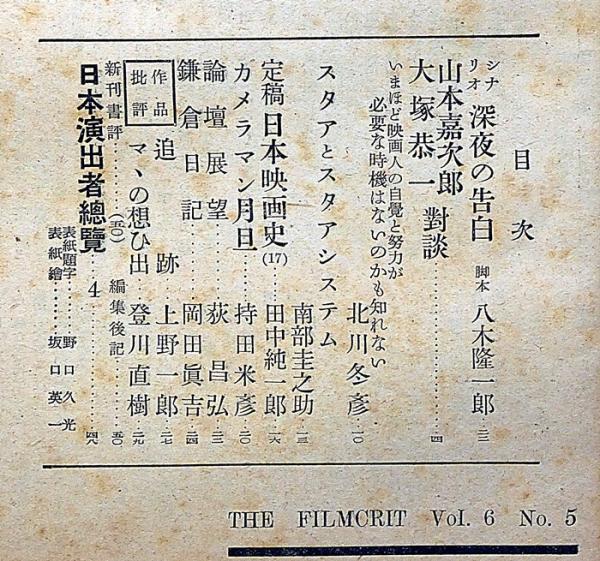 目次
シナリオ 深夜の告白 脚本 八木隆一郎…三二
山本嘉次郎
大塚恭一 對談…四
いまほど映画人の自覺と努力が
必要な時機はないのかも知れない 北川冬彦…一〇
スタアとスタアシステム 南部圭之助…一三
定稿 日本映画史(17) 田中純一郎…一六
カメラマン月旦 持田米彦…二〇
論壇展望 荻昌弘…二三
鎌倉日記 岡田眞吉…二四
作品批評
追跡 上野一郎…二七
マヽの想ひ出 登川直樹…二九
新刊書評……(五〇) 編集後記……五〇
日本演出者總覽……4……四八
表紙題字……野口久光
表紙繪……坂口英一
THE FILMCRIT Vol. 6 No. 5